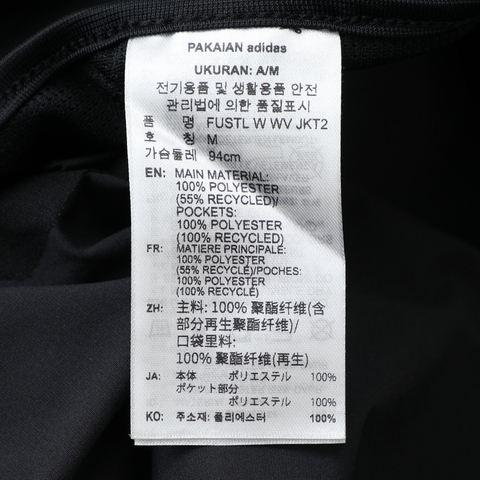 PAKAIAN adidas
UKURAN: A/M
전기용품 및 생활용품 안전
관리법에 의한 품질표시
품 명 FUSTL W WV JKT2
호 칭 M
가슴둘레 94cm
EN: MAIN MATERIAL:
100% POLYESTER
(55% RECYCLED)/
POCKETS:
100% POLYESTER
(100% RECYCLED)
FR: MATIERE PRINCIPALE:
100% POLYESTER
(55% RECYCLÉ)/POCHES:
100% POLYESTER
(100% RECYCLÉ)
ZH: 主料: 100% 聚酯纤维(含
部分再生聚酯纤维)/
口袋里料:
100% 聚酯纤维(再生)
JA: 本体 ポリエステル 100%
ポケット部分
ポリエステル 100%
KO: 주소재: 폴리에스터 100%